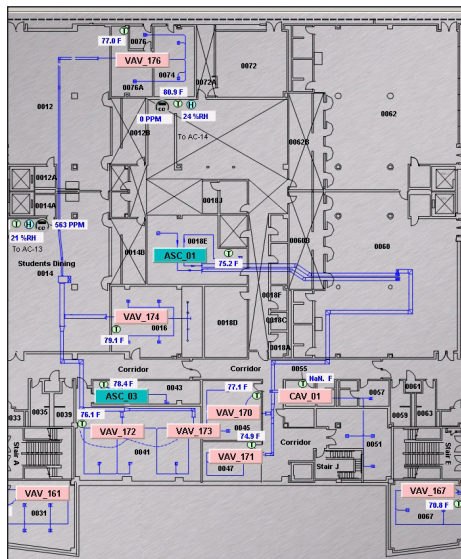 77.0 F
0076
VAV_176
0072
0074
0072A
0076A
80.9 F
0012
0062
0 PPM
24 %RH
0012B
0062B
To AC-14
0012A
0014A
0018J
563 PPM
21 %RH
To AC-13
0018E
0014B
0060B
0060
ASC_01
Students Dining
0014
75.2 F
0018F
VAV_174
0016
0018D
0018C
79.1 F
0018A
Corridor
Corridor
0055
78.4 F
0043
77.1 F
NaN. F
0061
ASC_03
CAV_01
0057
0035
0039
76.1 F
VAV_170
0059
0063
0033
VAV_172
VAV_173
0045
74.9 F
Corridor
0051
Stair A
0041
VAV_171
0047
Stair J
Stair E
VAV_161
VAV_167
70.8 F
0031
0067